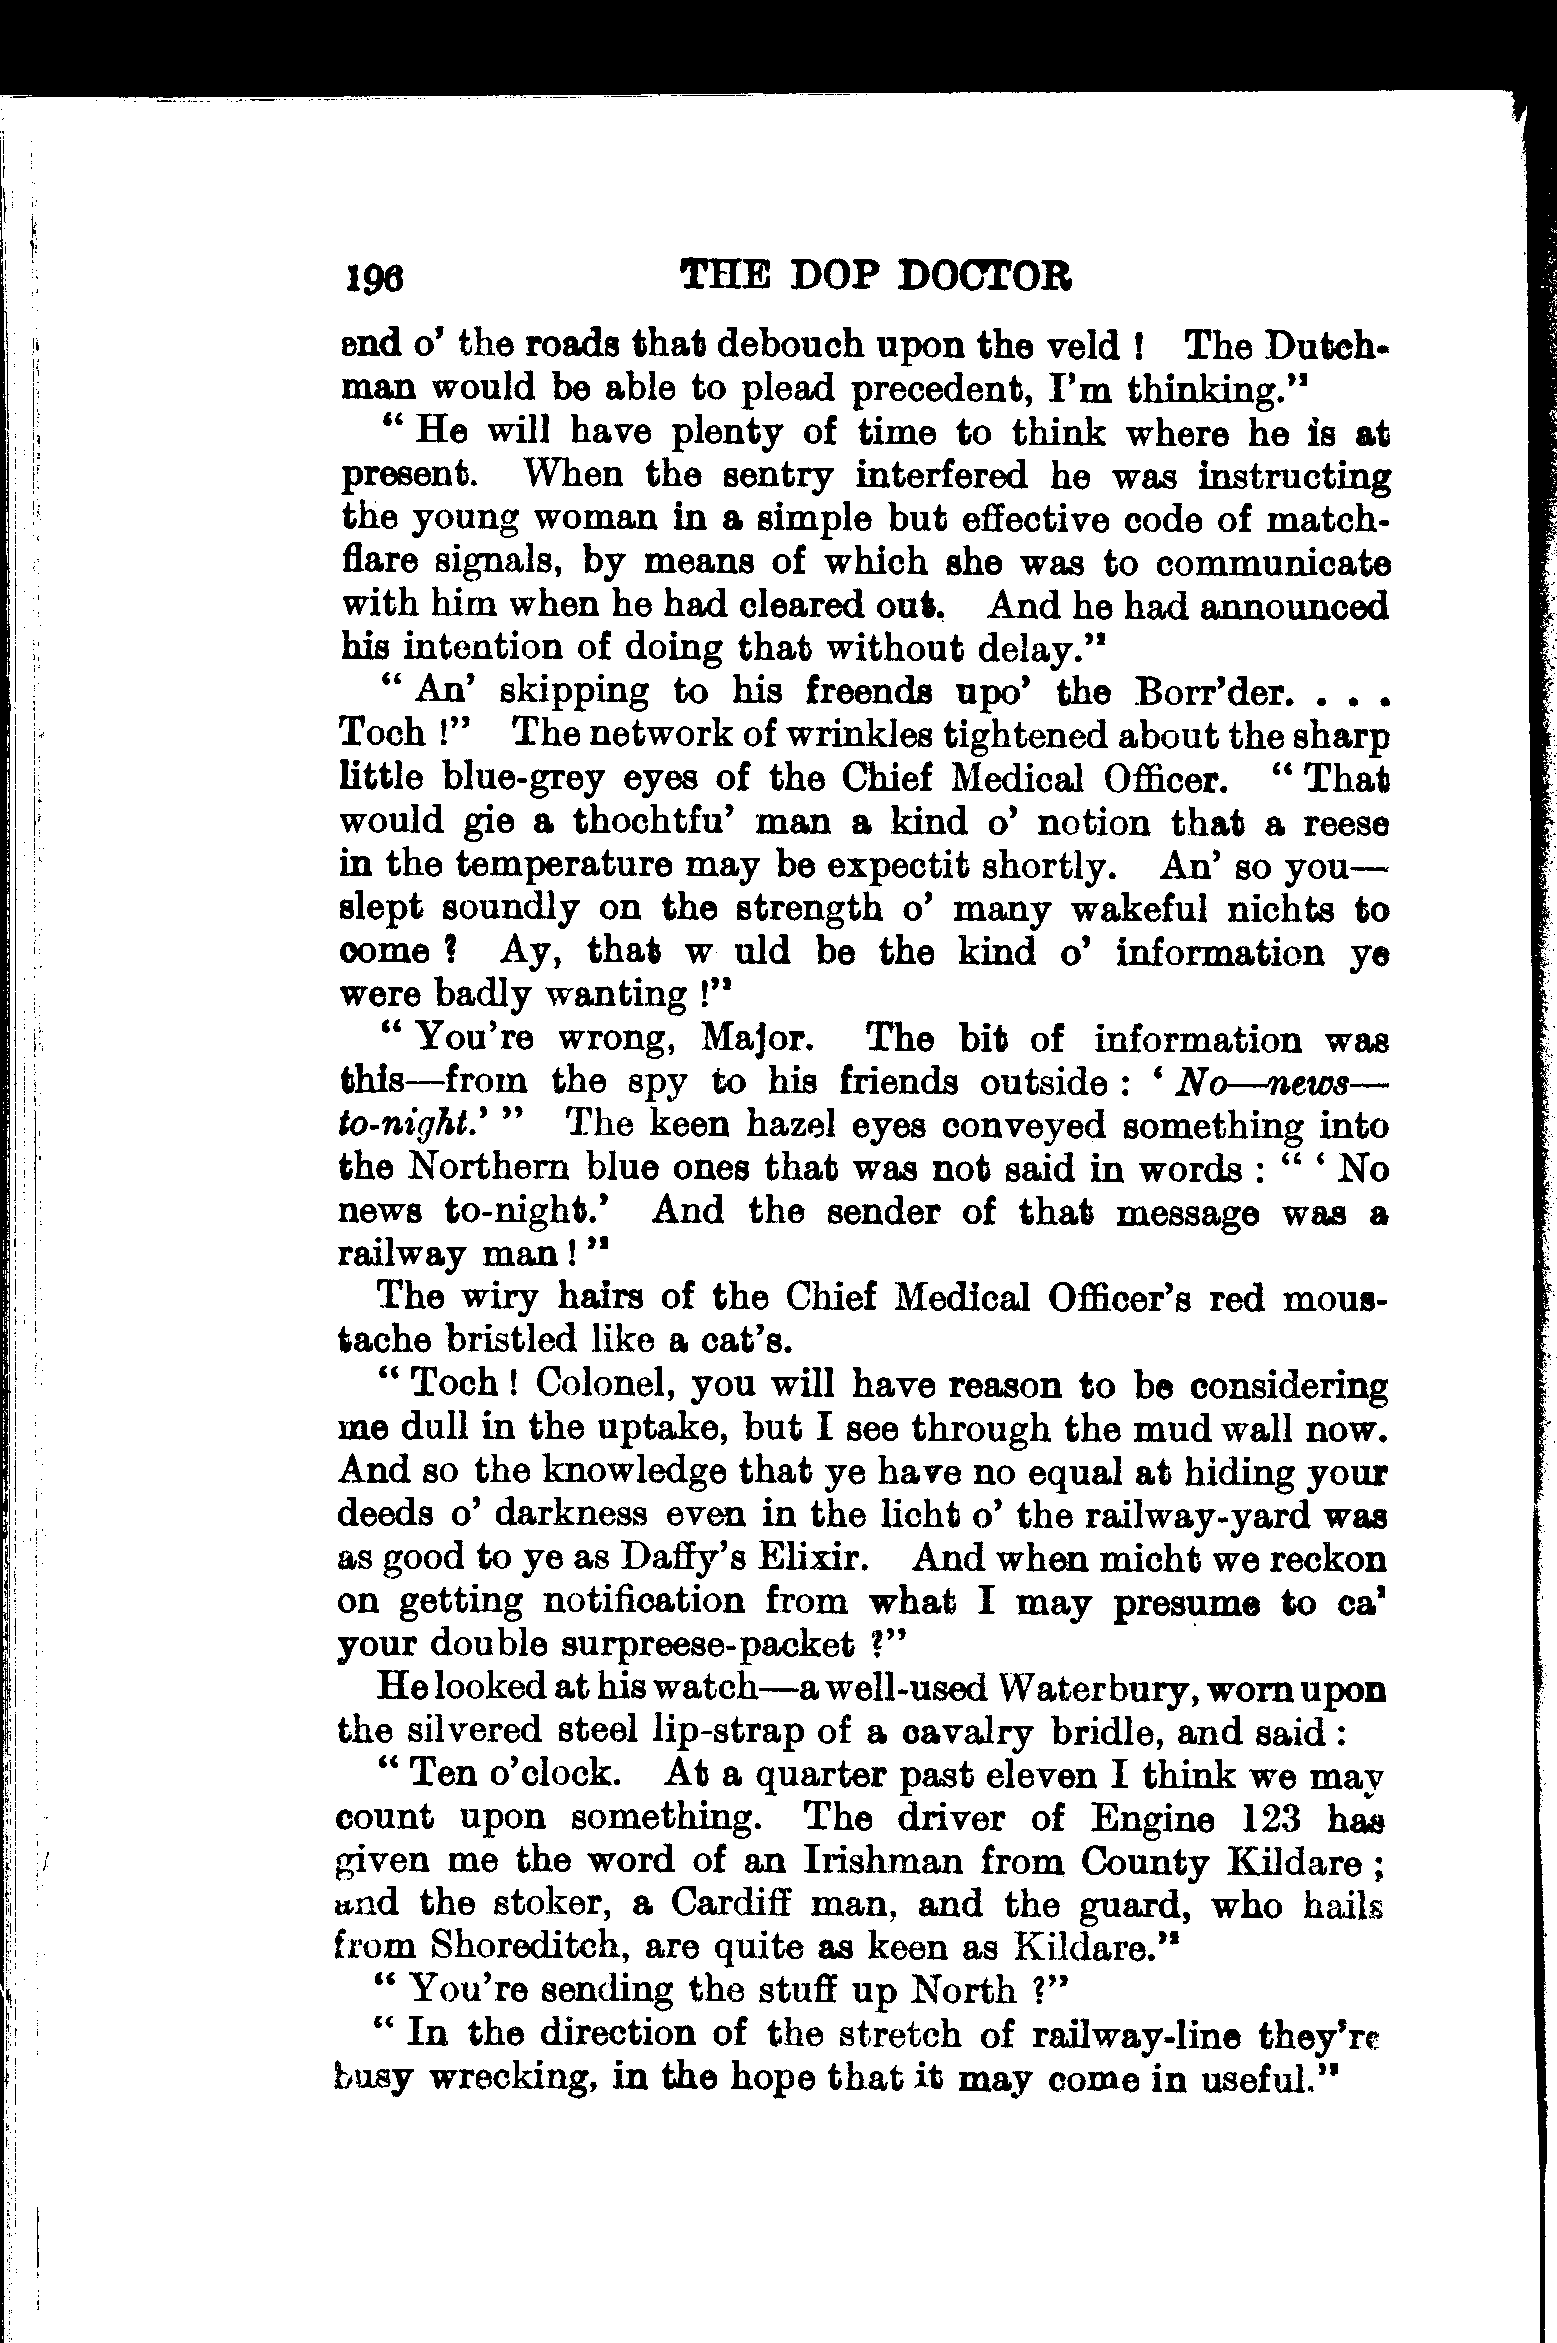 196 THE DOP DOCTOR
end o' the roads that debouch upon the veld ! The Dutch-
man would be able to plead precedent, I'm thinking."
" He will have plenty of time to think where he is at
present. When the sentry interfered he was instructing
the young woman in a simple but effective code of match-
flare signals, by means of which she was to communicate
with him when he had cleared out. And he had announced
his intention of doing that without delay."
" An' skipping to his freends upo' the Borr'der. . . .
Toch !" The network of wrinkles tightened about the sharp
little blue-grey eyes of the Chief Medical Officer. " That
would gie a thochtfu' man a kind o' notion that a reese
in the temperature may be expectit shortly. An' so you—
slept soundly on the strength o' many wakeful nichts to
come ? Ay, that w uld be the kind o' information ye
were badly wanting !"
" You're wrong, Major. The bit of information was
this—from the spy to his friends outside : ' No—news—
to-night.' " The keen hazel eyes conveyed something into
the Northern blue ones that was not said in words : " ' No
news to-night.' And the sender of that message was a
railway man ! "
The wiry hairs of the Chief Medical Officer's red mous-
tache bristled like a cat's.
" Toch ! Colonel, you will have reason to be considering
me dull in the uptake, but I see through the mud wall now.
And so the knowledge that ye have no equal at hiding your
deeds o' darkness even in the licht o' the railway-yard was
as good to ye as Daffy's Elixir. And when micht we reckon
on getting notification from what I may presume to ca'
your double surpreese-packet ?"
He looked at his watch—a well-used Waterbury, worn upon
the silvered steel lip-strap of a cavalry bridle, and said :
" Ten o'clock. At a quarter past eleven I think we may
count upon something. The driver of Engine 123 has
given me the word of an Irishman from County Kildare ;
and the stoker, a Cardiff man, and the guard, who hails
from Shoreditch, are quite as keen as Kildare."
" You're sending the stuff up North ?"
" In the direction of the stretch of railway-line they're
busy wrecking, in the hope that it may come in useful."